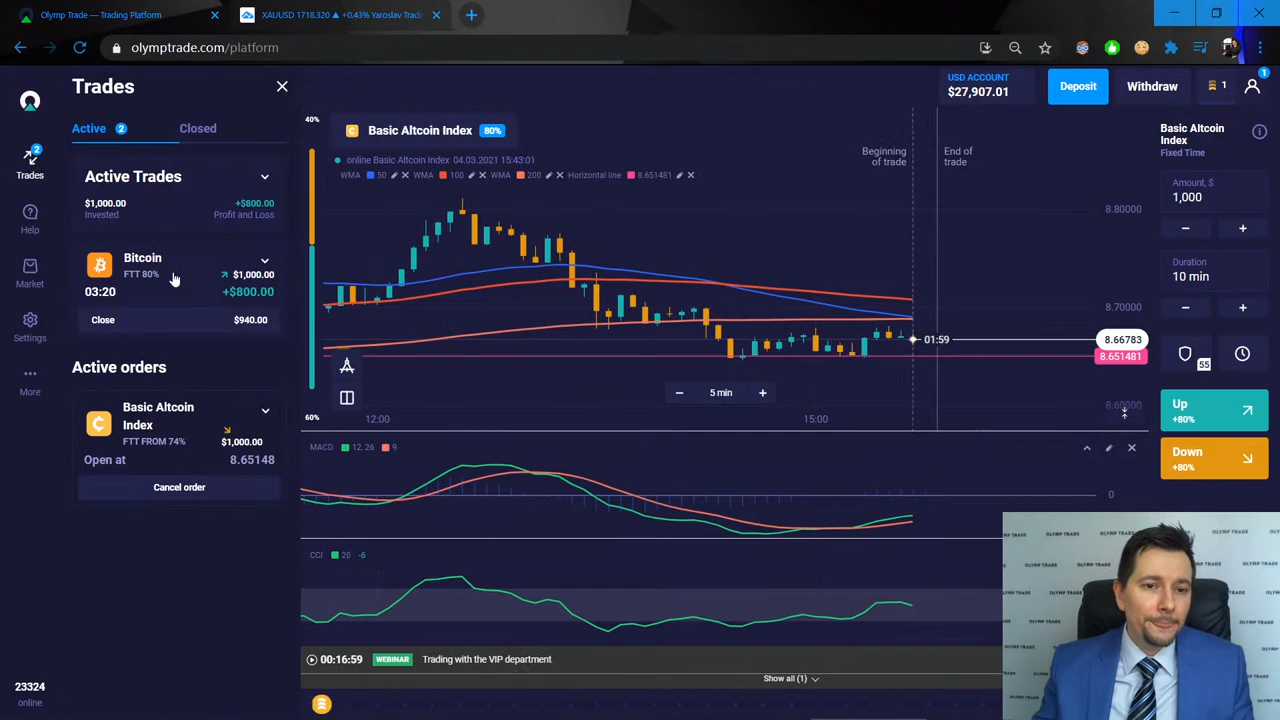 Olymp Trade — Trading Platform
XAUUSD 1718.320 ▲ +0.43% Yaroslav Tradi
olymptrade.com/platform
Trades
Active 2
Closed
Active Trades
$1,000.00
+$800.00
Invested
Profit and Loss
Bitcoin
FTT 80%
$1,000.00
03:20
+$800.00
Close
$940.00
Active orders
Basic Altcoin
Index
FTT FROM 74%
$1,000.00
Open at
8.65148
Cancel order
2
Trades
Help
Market
Settings
More
23324
online
40%
60%
Basic Altcoin Index 80%
online Basic Altcoin Index 04.03.2021 15:43:01
WMA 50 WMA 100 WMA 200 Horizontal line 8.651481
Beginning
of trade
End of
trade
8.80000
8.70000
01:59
8.66783
8.651481
8.60000
5 min
12:00
15:00
MACD 12, 26 9
0
CCI 20 -6
00:16:59 WEBINAR Trading with the VIP department
Show all (1)
USD ACCOUNT
$27,907.01
Deposit
Withdraw
1
1
Basic Altcoin
Index
Fixed Time
Amount, $
1,000
Duration
10 min
55
Up
+80%
Down
+80%
OLYMP TRADE